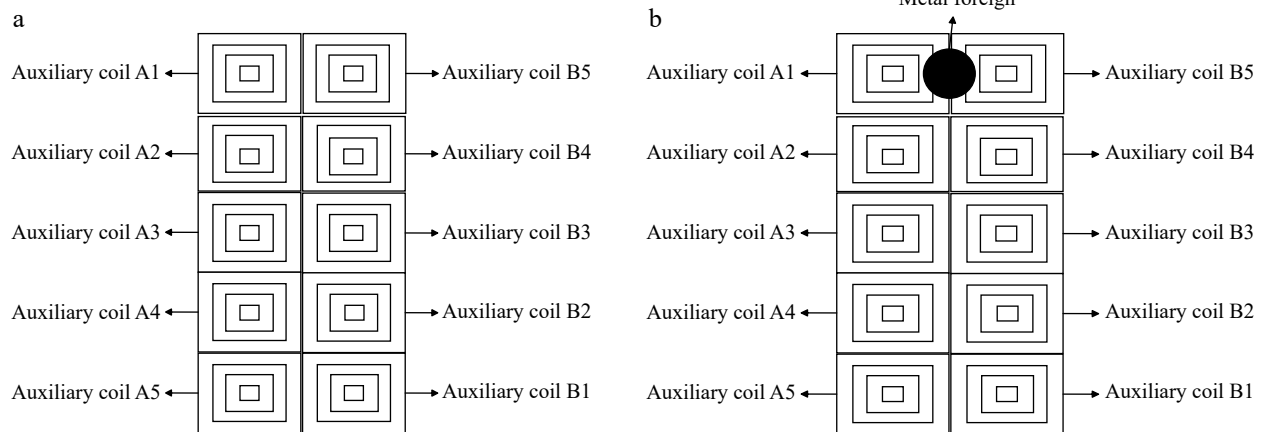 a
Auxiliary coil A1
Auxiliary coil B5
Auxiliary coil A2
Auxiliary coil B4
Auxiliary coil A3
Auxiliary coil B3
Auxiliary coil A4
Auxiliary coil B2
Auxiliary coil A5
Auxiliary coil B1
b
Metal foreign
Auxiliary coil A1
Auxiliary coil B5
Auxiliary coil A2
Auxiliary coil B4
Auxiliary coil A3
Auxiliary coil B3
Auxiliary coil A4
Auxiliary coil B2
Auxiliary coil A5
Auxiliary coil B1